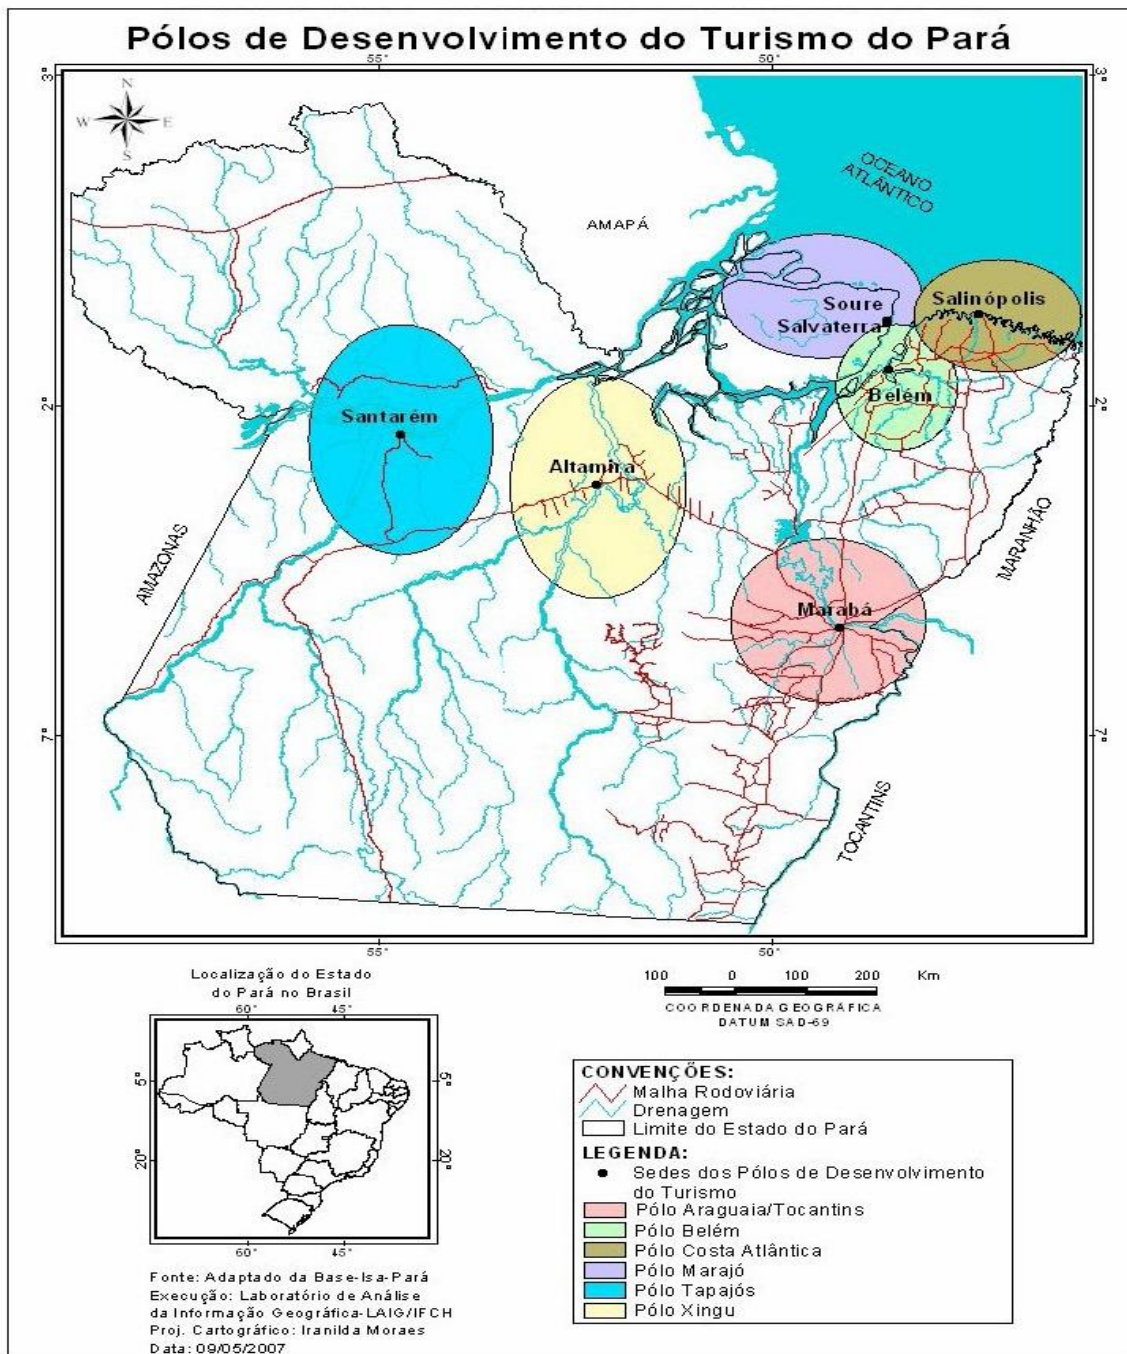 Pólos de Desenvolvimento do Turismo do Pará
55°
50°
3°
3°
N
W
E
S
OCEANO
ATLÂNTICO
AMAPÁ
Soure
Salvaterra
Salinópolis
Belém
2°
2°
Santarém
Altamira
AMAZONAS
MARANHÃO
Marabá
7°
7°
TOCANTINS
55°
50°
Localização do Estado
do Pará no Brasil
60°
45°
5°
5°
20°
20°
60°
45°
100 0 100 200 Km
COORDENADA GEOGRÁFICA
DATUM SAD-69
Fonte: Adaptado da Base-Isa-Pará
Execução: Laboratório de Análise
da Informação Geográfica-LAIG/IFCH
Proj. Cartográfico: Iranilda Moraes
Data: 09/05/2007
CONVENÇÕES:
Malha Rodoviária
Drenagem
Limite do Estado do Pará
LEGENDA:
Sedes dos Pólos de Desenvolvimento
do Turismo
Pólo Araguaia/Tocantins
Pólo Belém
Pólo Costa Atlântica
Pólo Marajó
Pólo Tapajós
Pólo Xingu